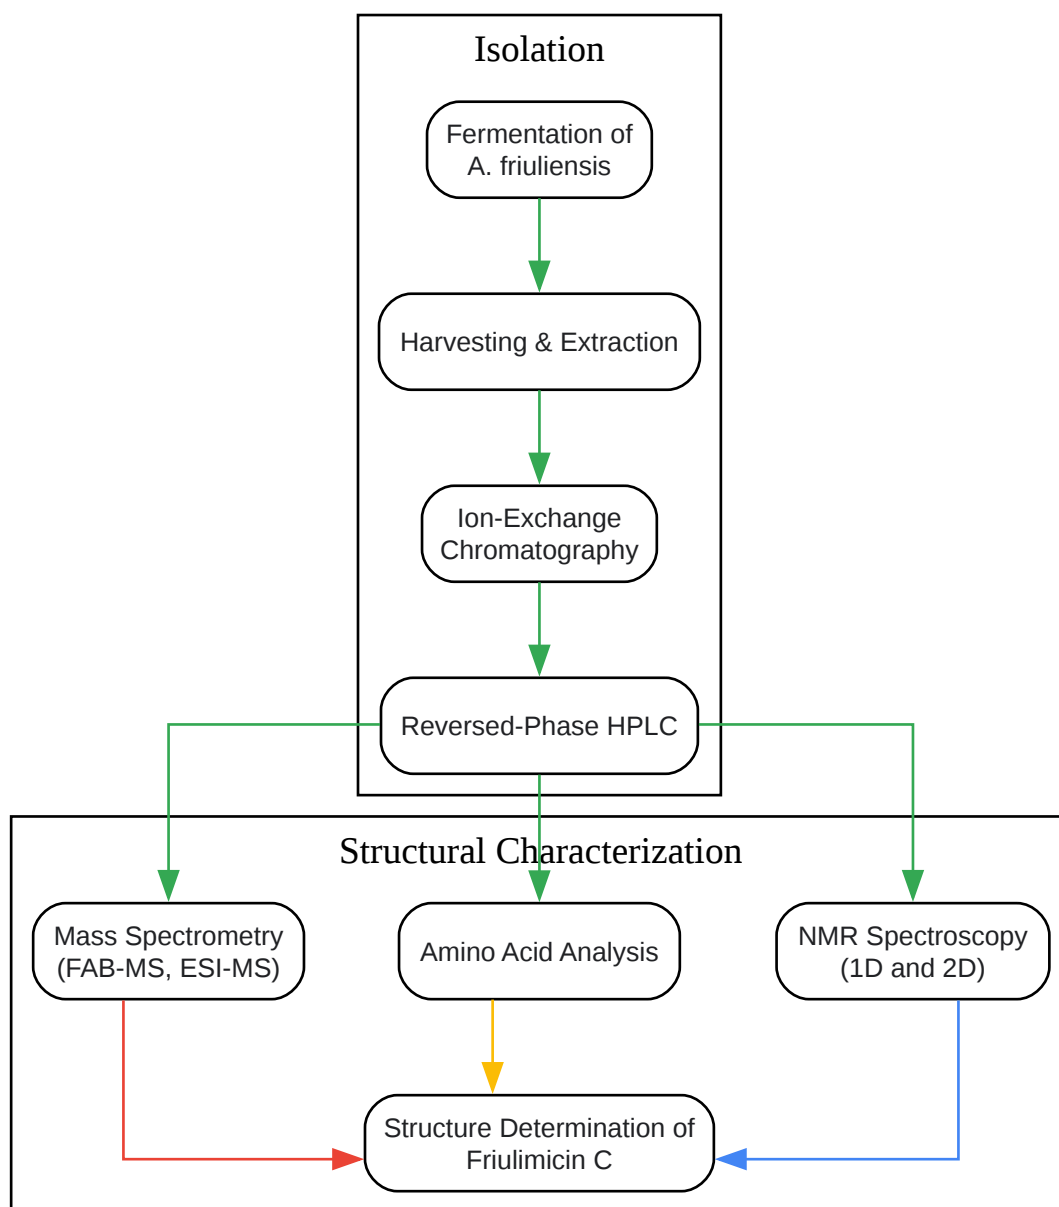 Isolation
Fermentation of
A. friuliensis
Harvesting & Extraction
Ion-Exchange
Chromatography
Reversed-Phase HPLC
Structural Characterization
Mass Spectrometry
(FAB-MS, ESI-MS)
Amino Acid Analysis
NMR Spectroscopy
(1D and 2D)
Structure Determination of
Friulimicin C